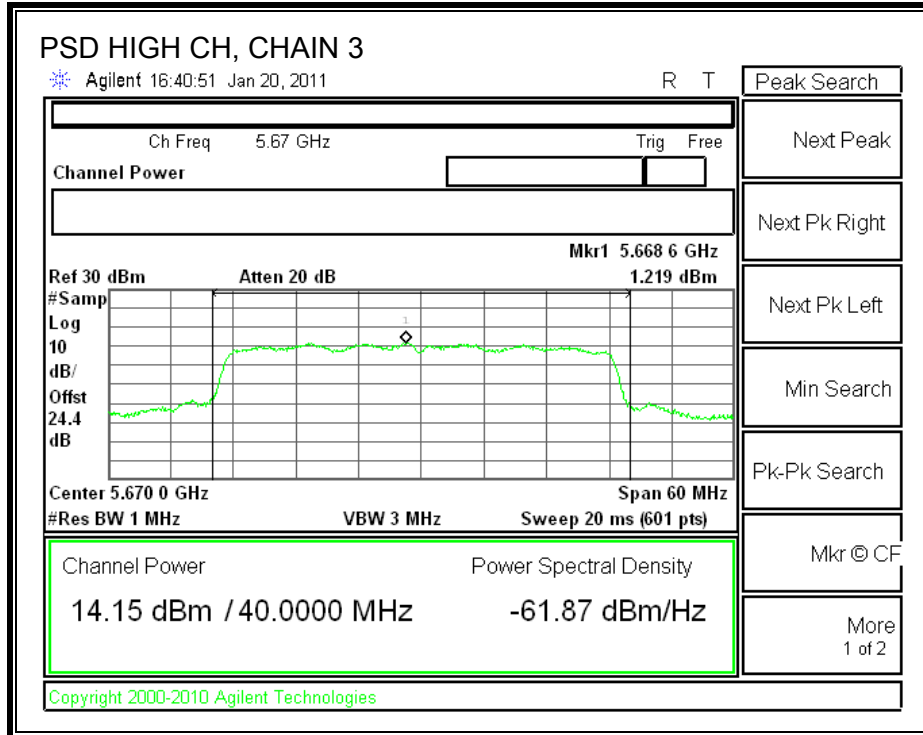 PSD HIGH CH, CHAIN 3
Agilent 16:40:51 Jan 20, 2011 R T
Peak Search
Ch Freq 5.67 GHz Trig Free
Channel Power
Mkr1 5.668 6 GHz
Ref 30 dBm Atten 20 dB 1.219 dBm
#Samp
Log
10
dB/
Offst
24.4
dB
1
Center 5.670 0 GHz Span 60 MHz
#Res BW 1 MHz VBW 3 MHz Sweep 20 ms (601 pts)
Channel Power Power Spectral Density
14.15 dBm / 40.0000 MHz -61.87 dBm/Hz
Copyright 2000-2010 Agilent Technologies
Next Peak
Next Pk Right
Next Pk Left
Min Search
Pk-Pk Search
Mkr © CF
More
1 of 2